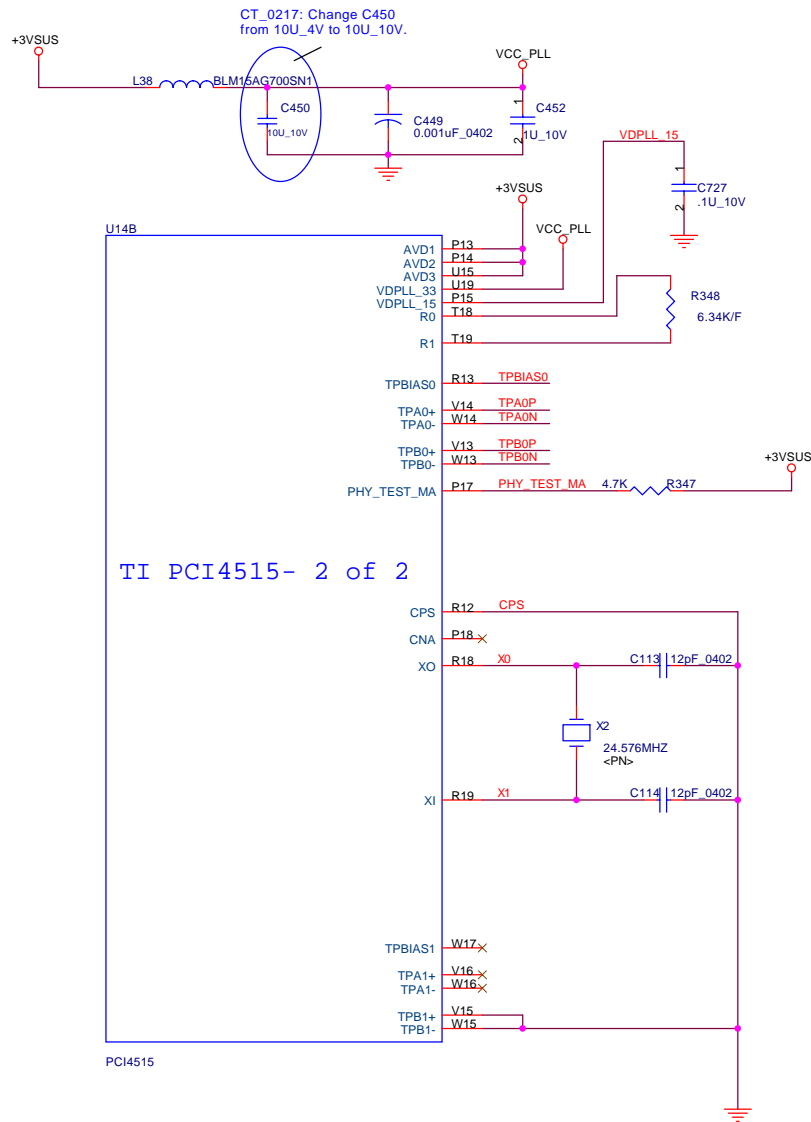 CT_0217: Change C450
from 10U_4V to 10U_10V.
+3VSUS
VCC_PLL
L38
BLM15AG700SN1
1
C450
C452
10U_10V
C449
0.001uF_0402
2
1U_10V
VDPLL_15
1
C727
.1U_10V
2
+3VSUS
VCC_PLL
U14B
AVD1 P13
AVD2 P14
AVD3 U15
VDPLL_33 U19
VDPLL_15 P15
R0 T18
R348
6.34K/F
R1 T19
TPBIAS0 R13 TPBIAS0
TPA0+ V14 TPA0P
TPA0- W14 TPA0N
TPB0+ V13 TPB0P
TPB0- W13 TPB0N
+3VSUS
PHY_TEST_MA P17 PHY_TEST_MA 4.7K R347
TI PCI4515- 2 of 2
CPS R12 CPS
CNA P18
XO R18 X0 C113 12pF_0402
X2
24.576MHZ
<PN>
XI R19 X1 C114 12pF_0402
TPBIAS1 W17
TPA1+ V16
TPA1- W16
TPB1+ V15
TPB1- W15
PCI4515